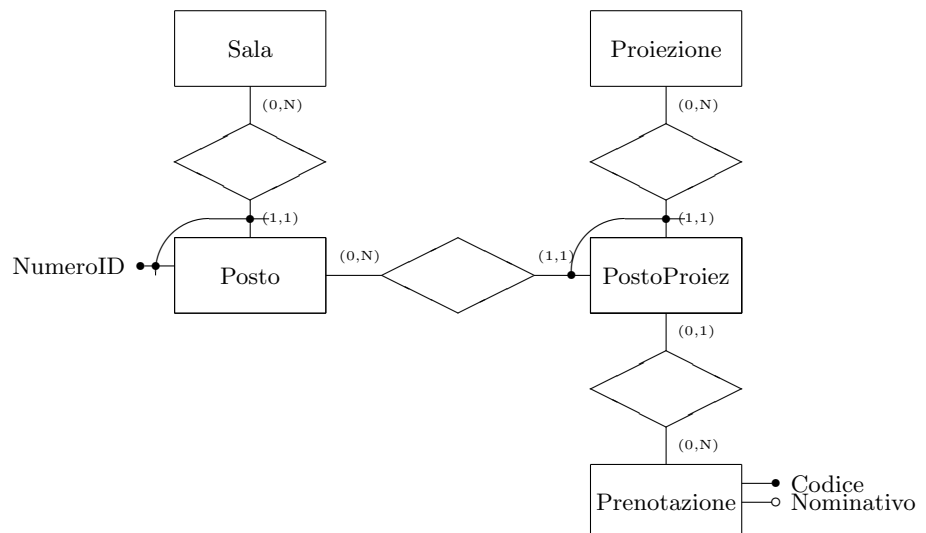 Sala
Proiezione
(0,N)
(0,N)
(1,1)
(1,1)
NumeroID
Posto
(0,N)
(1,1)
PostoProiez
(0,1)
(0,N)
Prenotazione
Codice
Nominativo